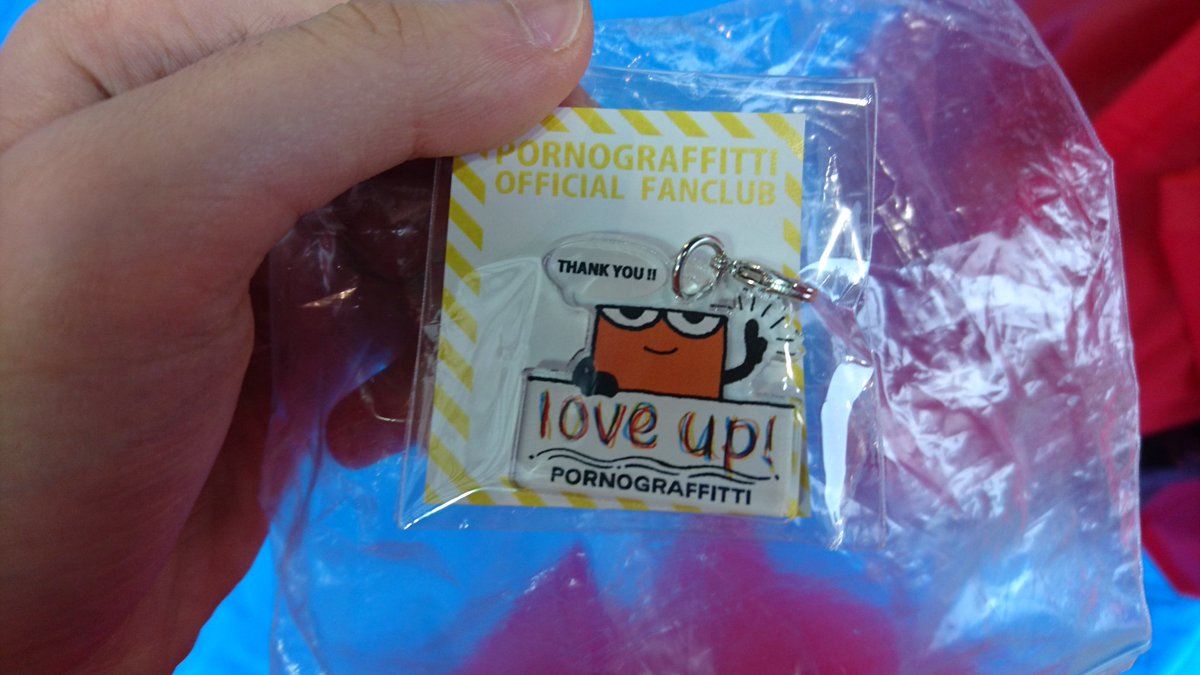 PORNOGRAFFITTI
OFFICIAL FANCLUB
THANK YOU !!
love up!
PORNOGRAFFITTI